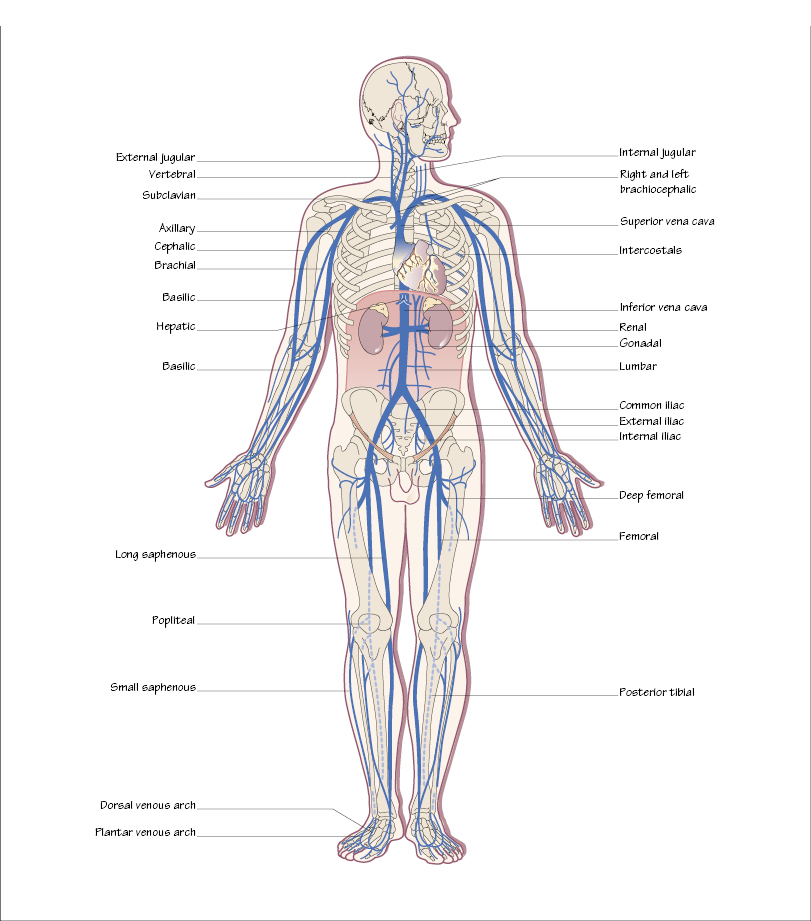 External jugular
Vertebral
Subclavian
Axillary
Cephalic
Brachial
Basilic
Hepatic
Basilic
Long saphenous
Popliteal
Small saphenous
Dorsal venous arch
Plantar venous arch
Internal jugular
Right and left
brachiocephalic
Superior vena cava
Intercostals
Inferior vena cava
Renal
Gonadal
Lumbar
Common iliac
External iliac
Internal iliac
Deep femoral
Femoral
Posterior tibial